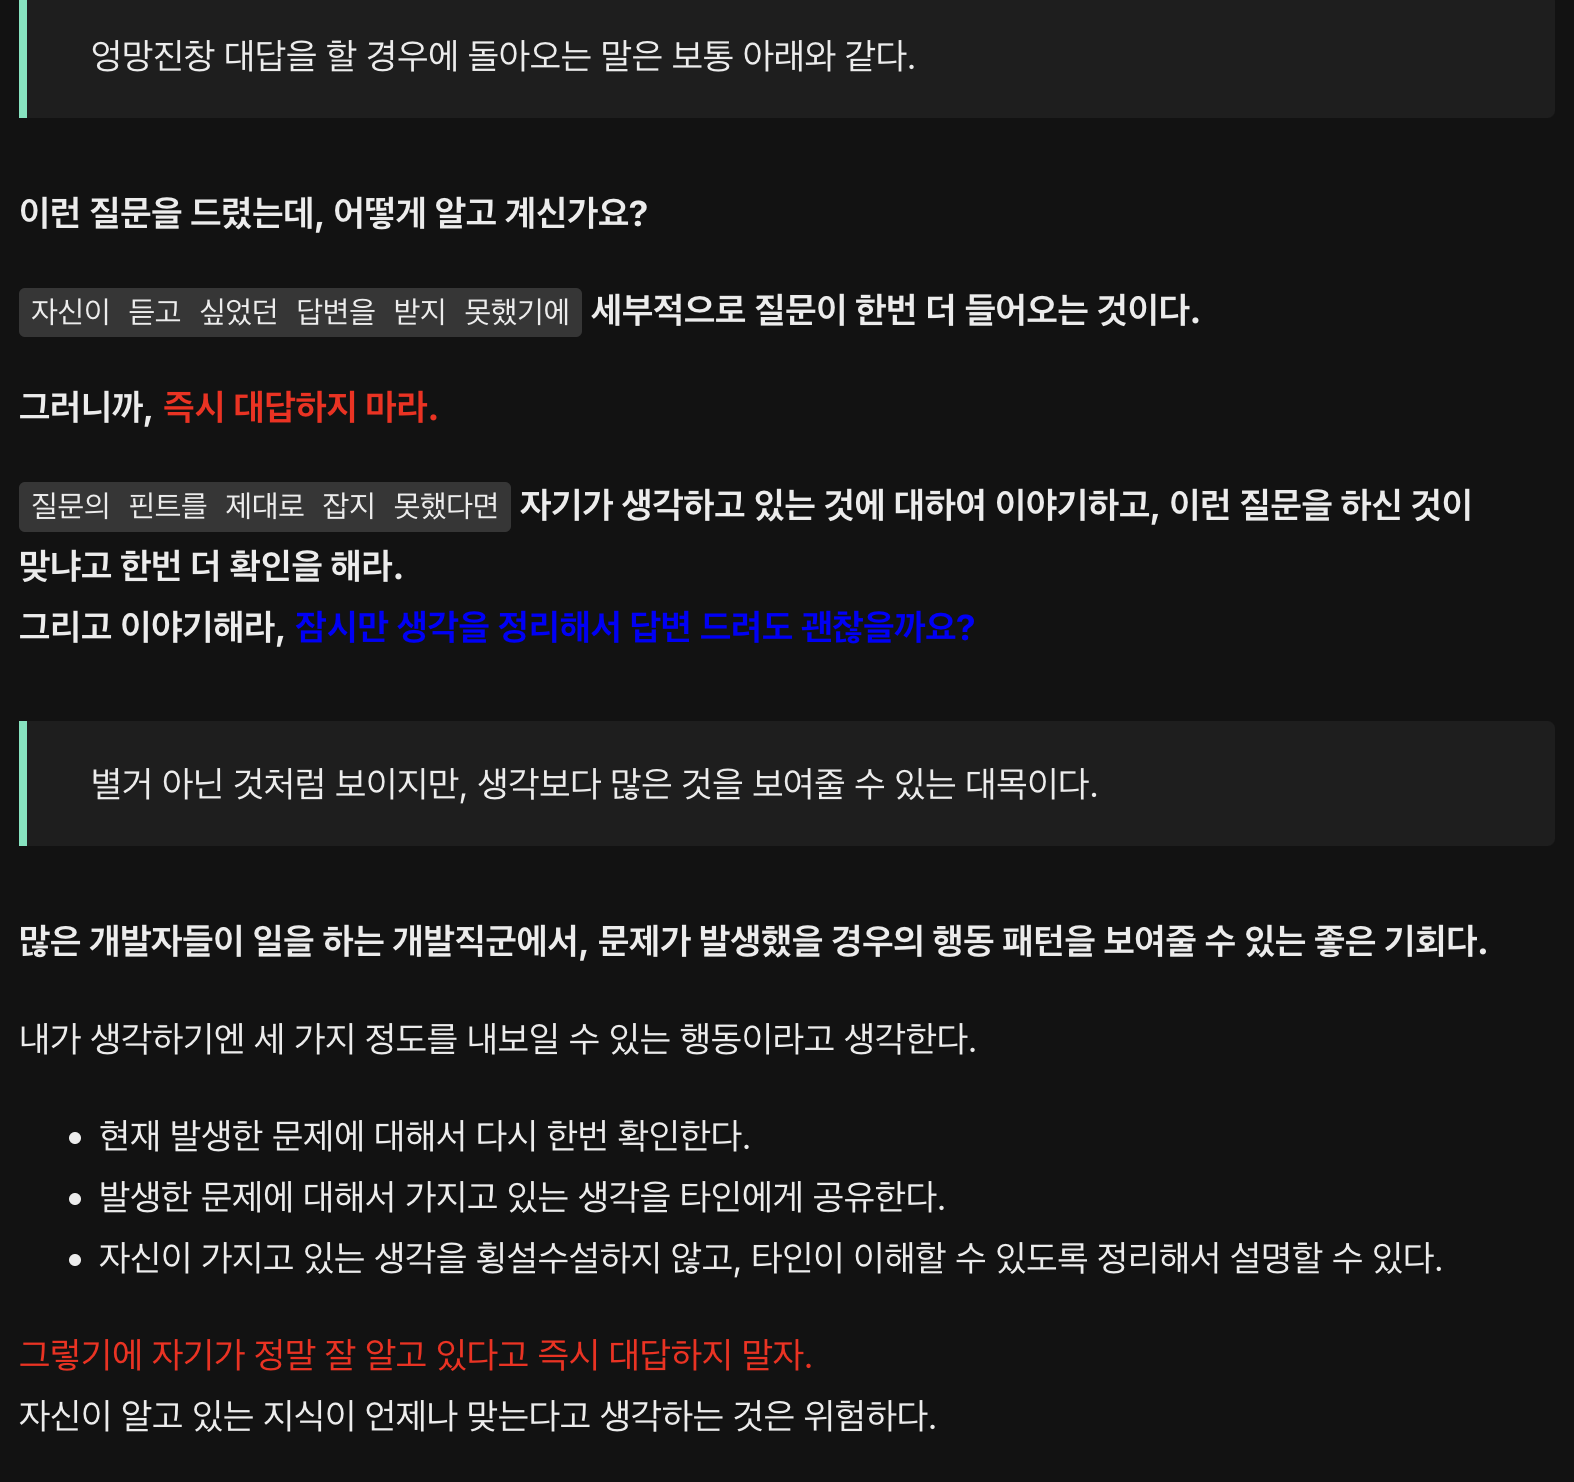 엉망진창 대답을 할 경우에 돌아오는 말은 보통 아래와 같다.
이런 질문을 드렸는데, 어떻게 알고 계신가요?
자신이 듣고 싶었던 답변을 받지 못했기에 세부적으로 질문이 한번 더 들어오는 것이다.
그러니까, 즉시 대답하지 마라.
질문의 핀트를 제대로 잡지 못했다면 자기가 생각하고 있는 것에 대하여 이야기하고, 이런 질문을 하신 것이
맞냐고 한번 더 확인을 해라.
그리고 이야기해라, 잠시만 생각을 정리해서 답변 드려도 괜찮을까요?
별거 아닌 것처럼 보이지만, 생각보다 많은 것을 보여줄 수 있는 대목이다.
많은 개발자들이 일을 하는 개발직군에서, 문제가 발생했을 경우의 행동 패턴을 보여줄 수 있는 좋은 기회다.
내가 생각하기엔 세 가지 정도를 내보일 수 있는 행동이라고 생각한다.
• 현재 발생한 문제에 대해서 다시 한번 확인한다.
• 발생한 문제에 대해서 가지고 있는 생각을 타인에게 공유한다.
• 자신이 가지고 있는 생각을 횡설수설하지 않고, 타인이 이해할 수 있도록 정리해서 설명할 수 있다.
그렇기에 자기가 정말 잘 알고 있다고 즉시 대답하지 말자.
자신이 알고 있는 지식이 언제나 맞는다고 생각하는 것은 위험하다.